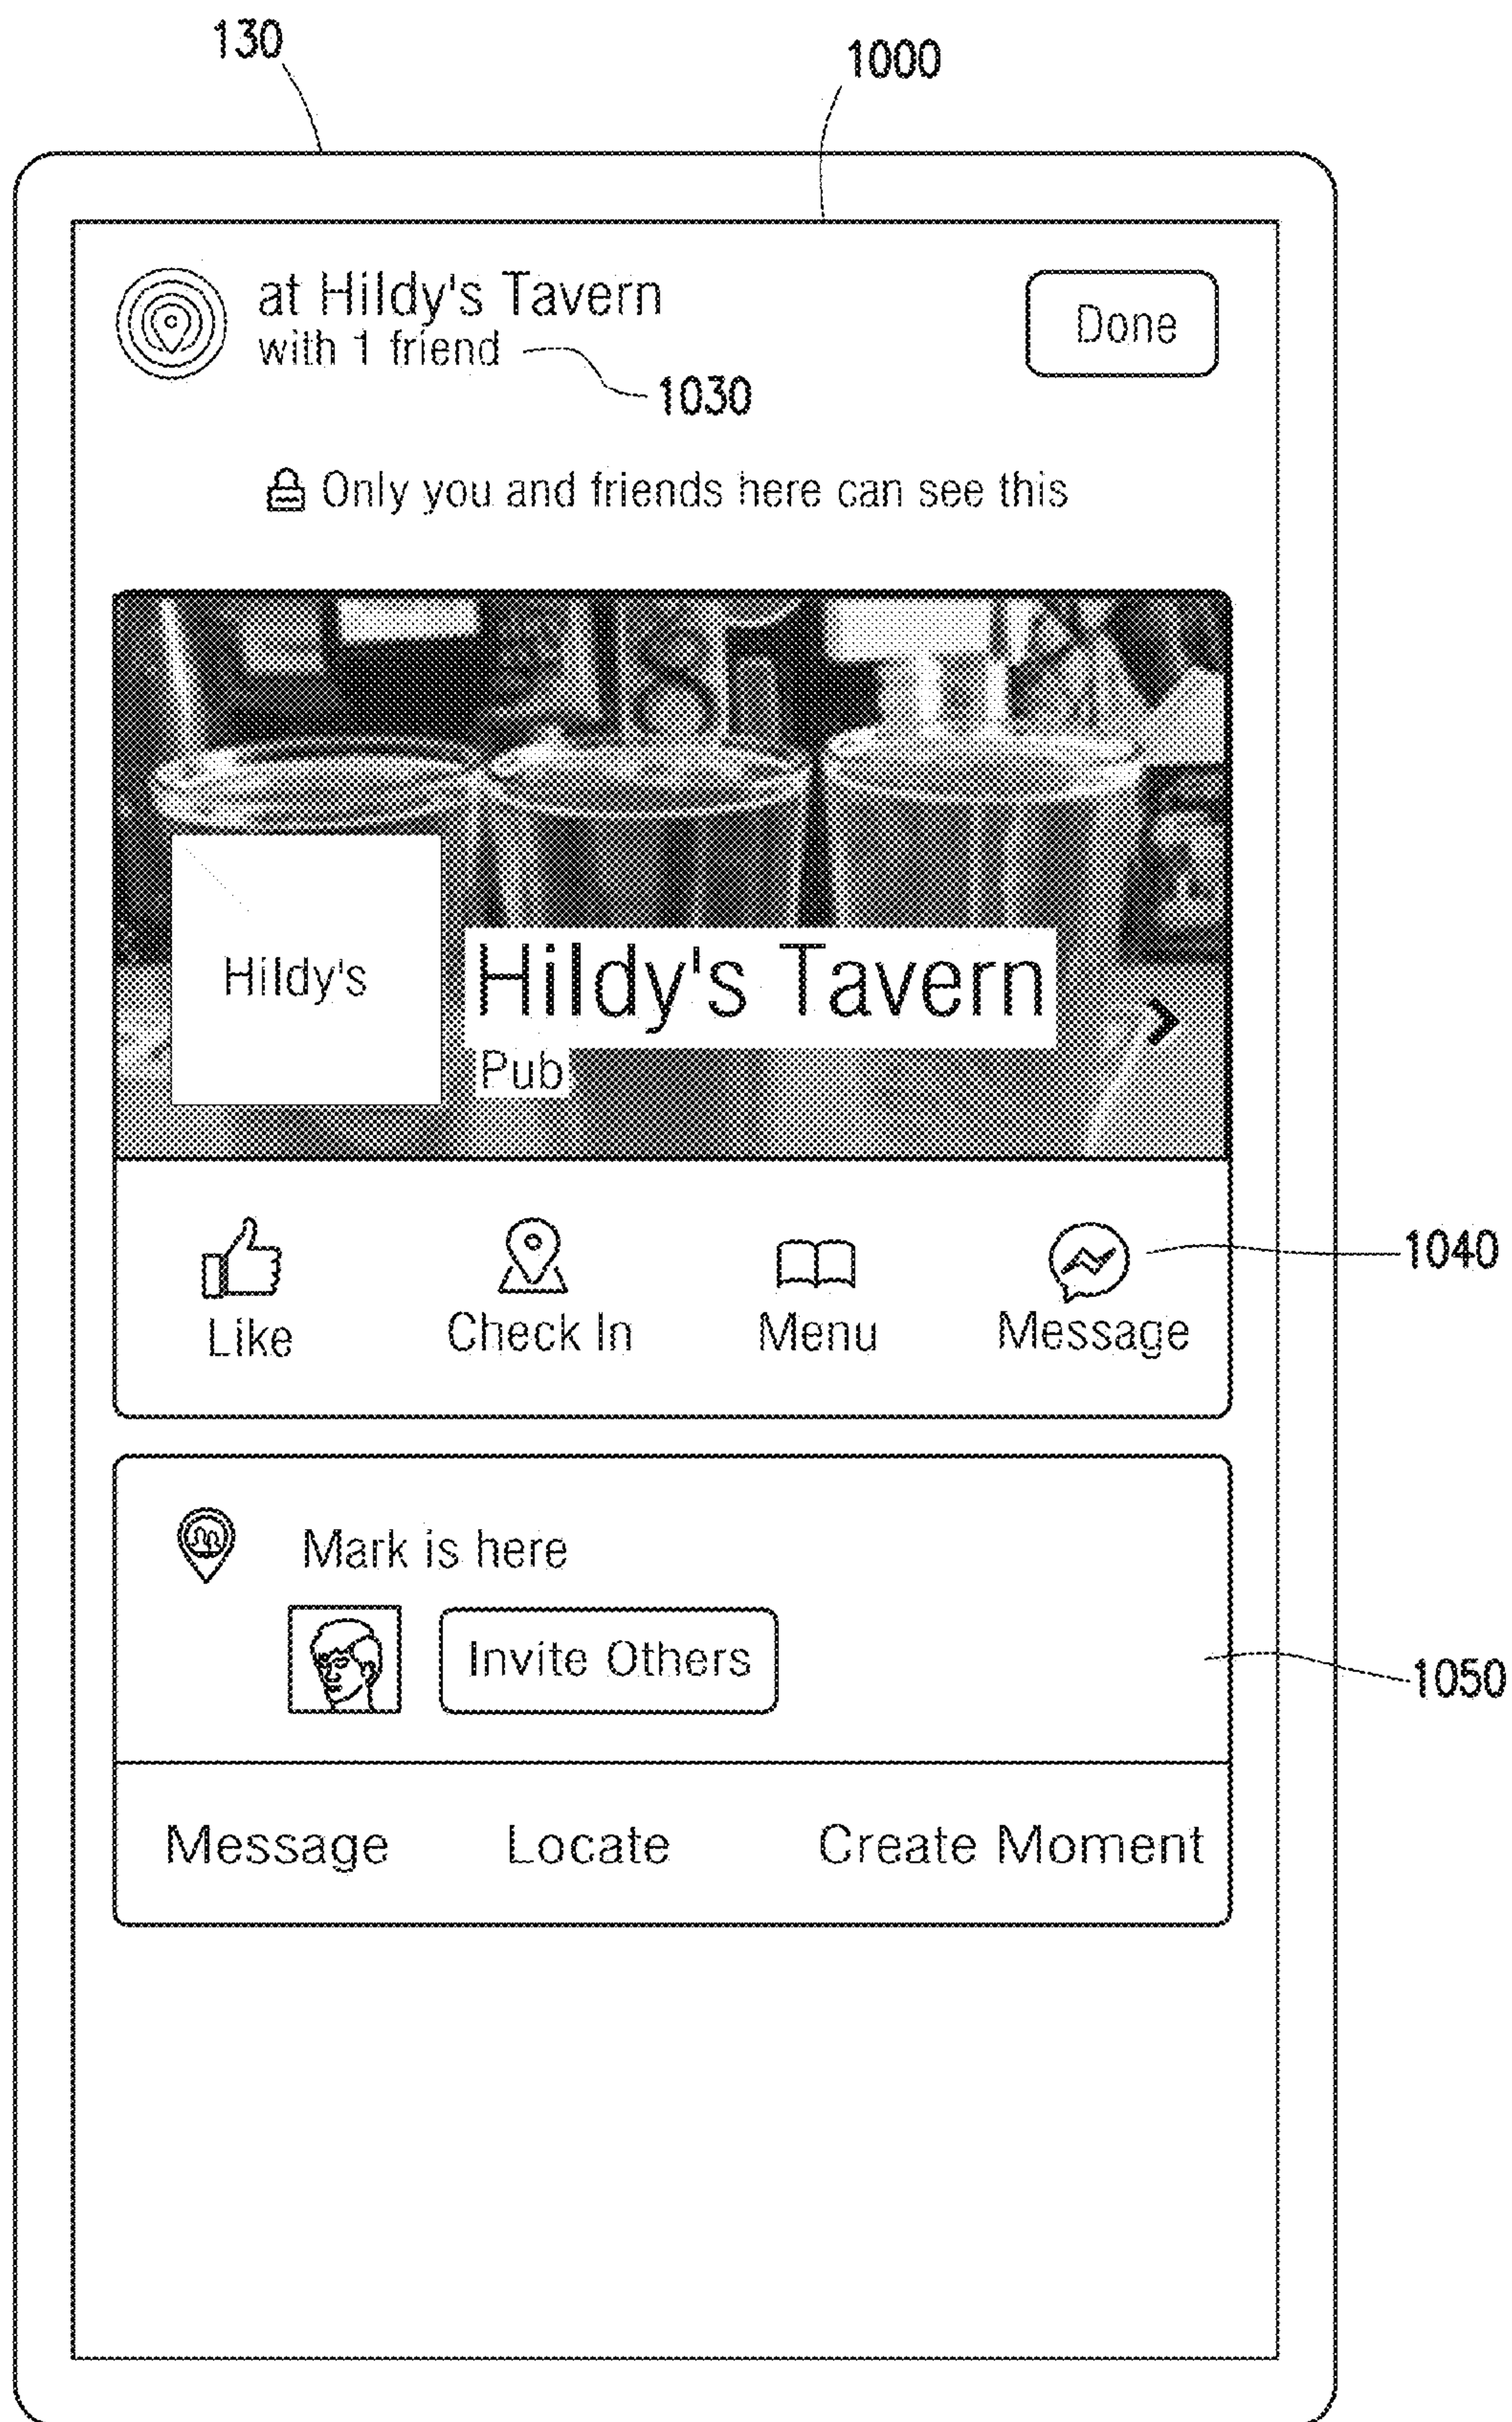 130
1000
at Hildy's Tavern
Done
with 1 friend
1030
Only you and friends here can see this
Hildy's
Hildy's Tavern
Pub
1040
Like
Check In
Menu
Message
Mark is here
Invite Others
1050
Message
Locate
Create Moment